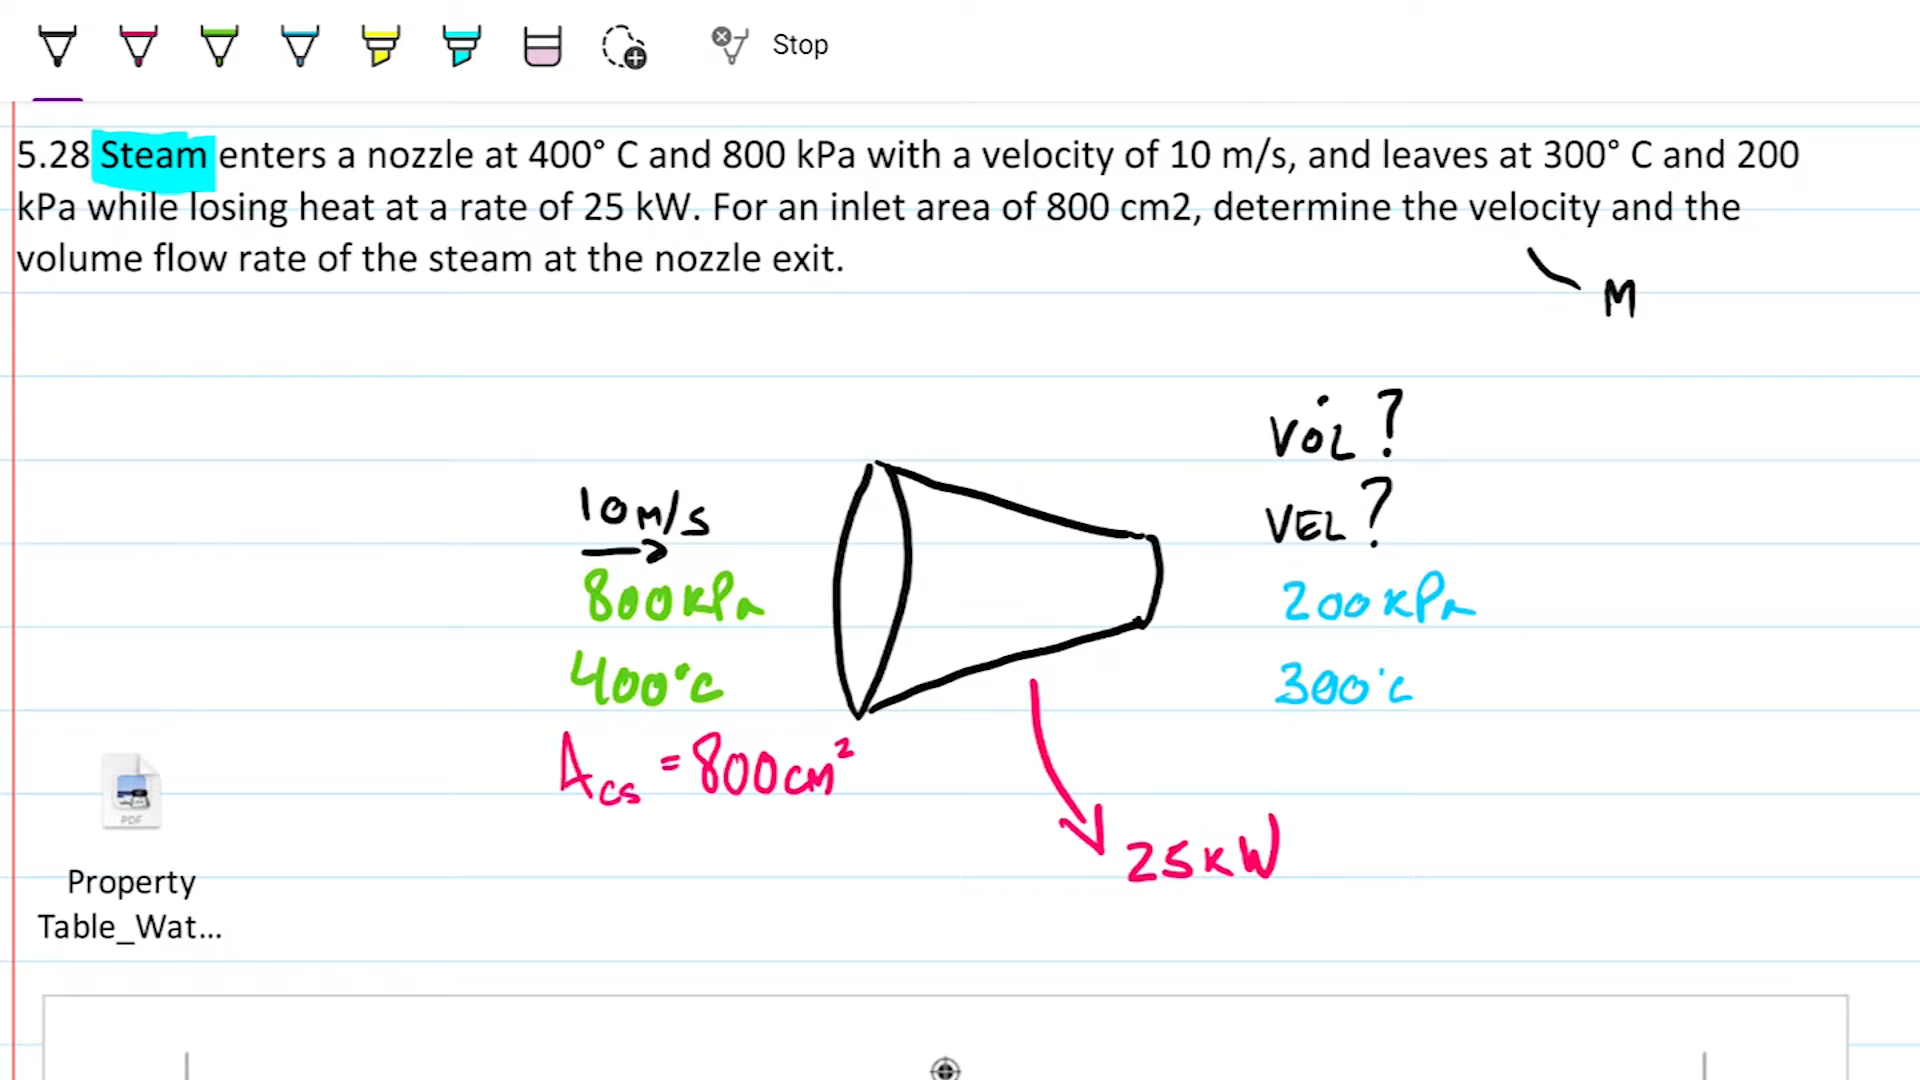 Stop
5.28 Steam enters a nozzle at 400° C and 800 kPa with a velocity of 10 m/s, and leaves at 300° C and 200
kPa while losing heat at a rate of 25 kW. For an inlet area of 800 cm2, determine the velocity and the
volume flow rate of the steam at the nozzle exit.
M
VȮL ?
VEL ?
10 M/S
800 kPa
200 kPa
400°C
300°C
Acs = 800 cm²
25 kW
PDF
Property
Table_Wat...